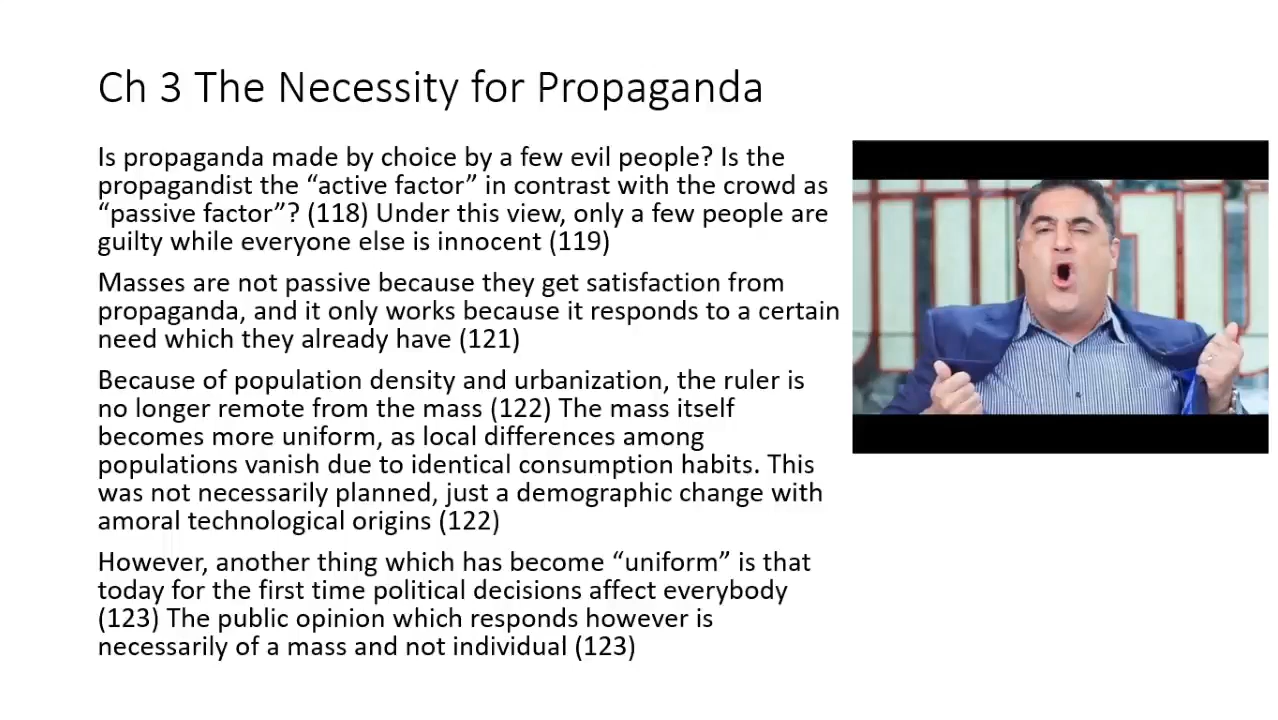 Ch 3 The Necessity for Propaganda
Is propaganda made by choice by a few evil people? Is the
propagandist the “active factor” in contrast with the crowd as
“passive factor”? (118) Under this view, only a few people are
guilty while everyone else is innocent (119)
Masses are not passive because they get satisfaction from
propaganda, and it only works because it responds to a certain
need which they already have (121)
Because of population density and urbanization, the ruler is
no longer remote from the mass (122) The mass itself
becomes more uniform, as local differences among
populations vanish due to identical consumption habits. This
was not necessarily planned, just a demographic change with
amoral technological origins (122)
However, another thing which has become “uniform” is that
today for the first time political decisions affect everybody
(123) The public opinion which responds however is
necessarily of a mass and not individual (123)